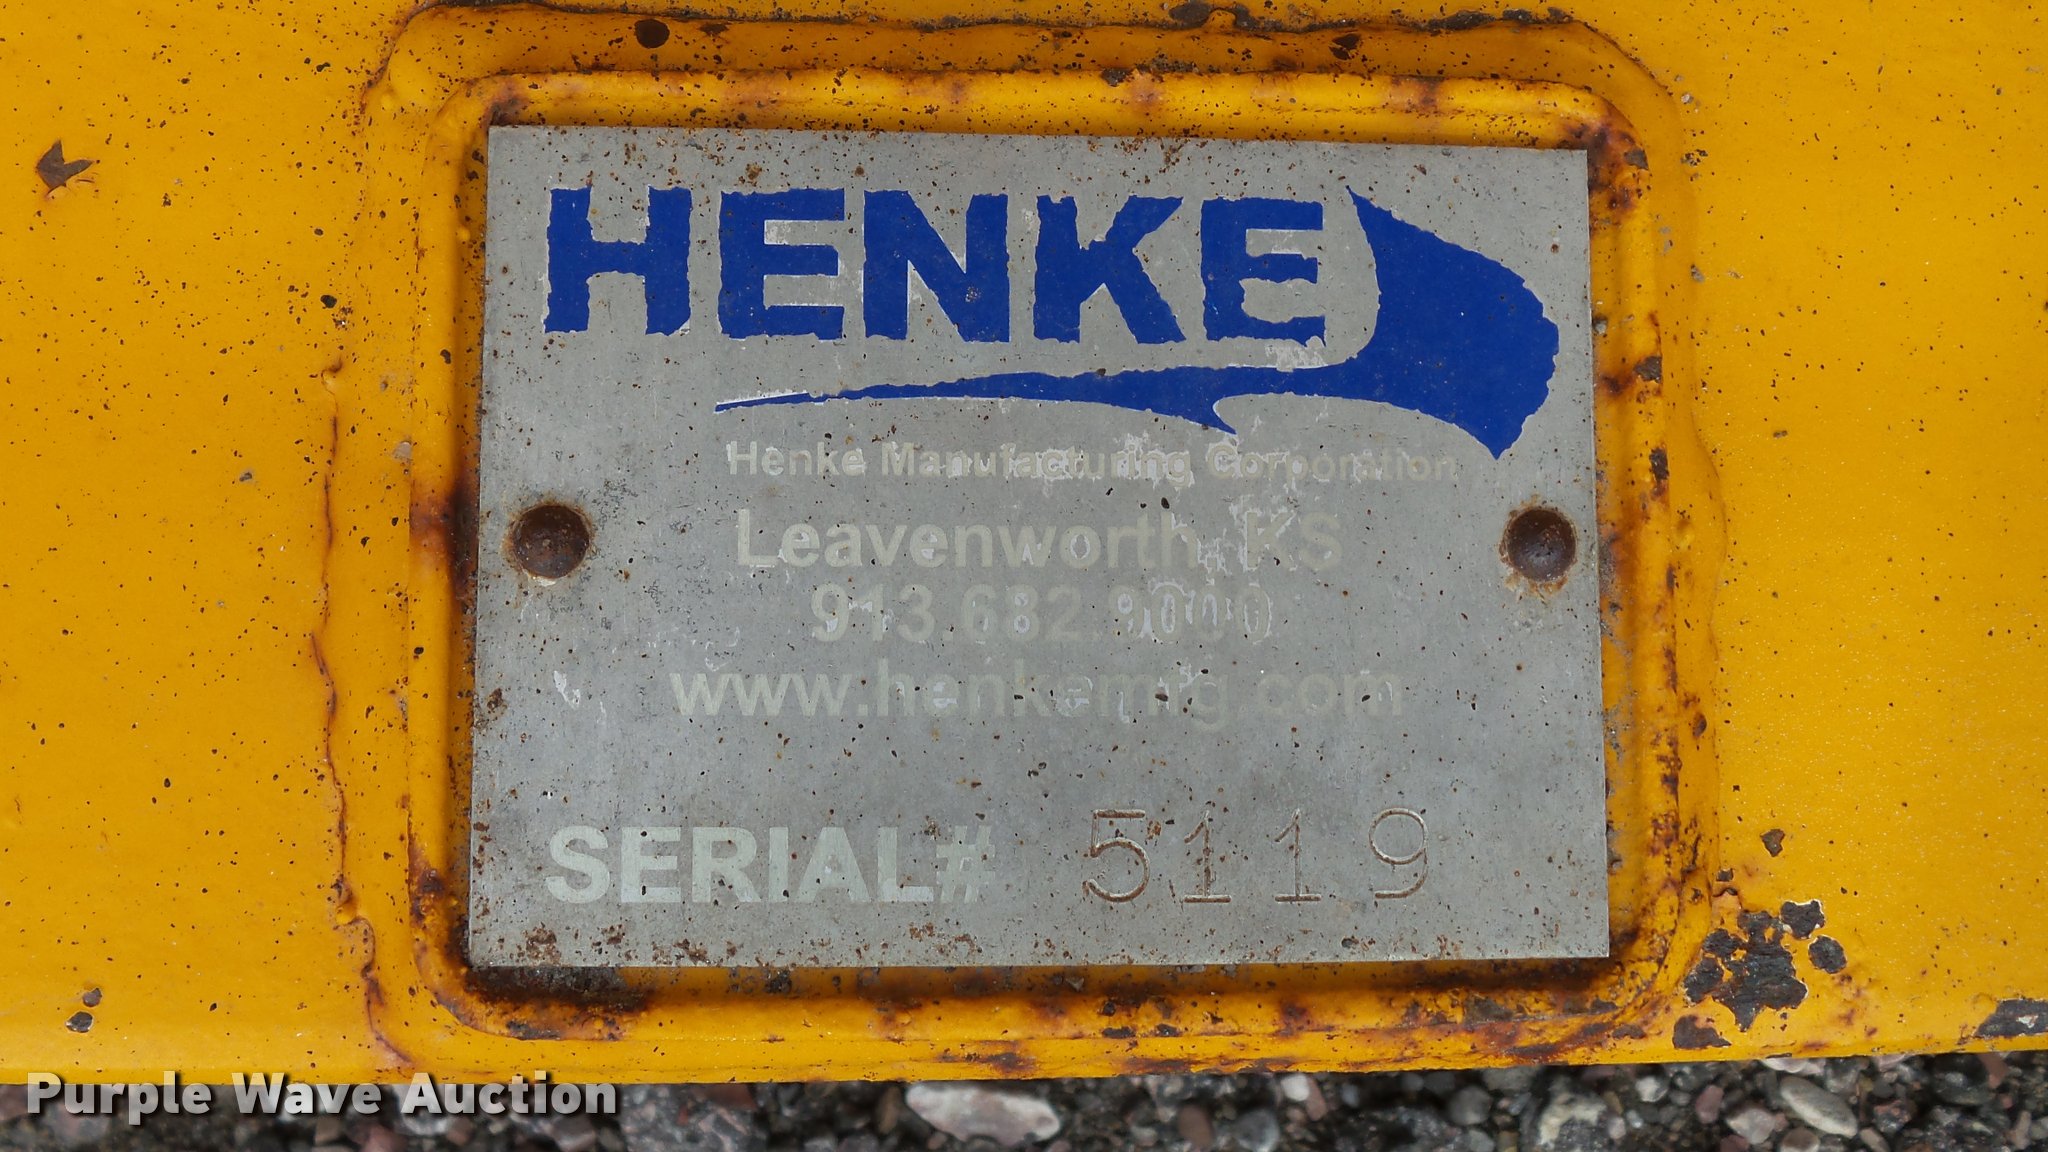 HENKE
Henke Manufacturing Corporation
Leavenworth, KS
913.682.9000
www.henkemfg.com
SERIAL# 5119
Purple Wave Auction